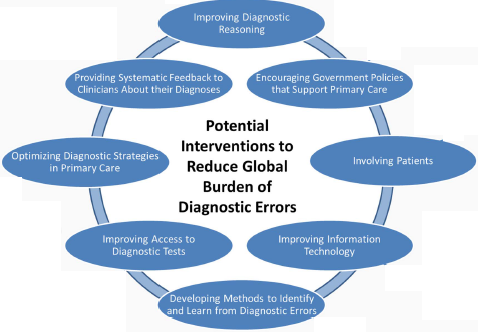 Improving Diagnostic
Reasoning
Providing Systematic Feedback to
Clinicians About their Diagnoses
Encouraging Government Policies
that Support Primary Care
Potential
Interventions to
Reduce Global
Burden of
Diagnostic Errors
Optimizing Diagnostic Strategies
in Primary Care
Involving Patients
Improving Access to
Diagnostic Tests
Improving Information
Technology
Developing Methods to Identify
and Learn from Diagnostic Errors